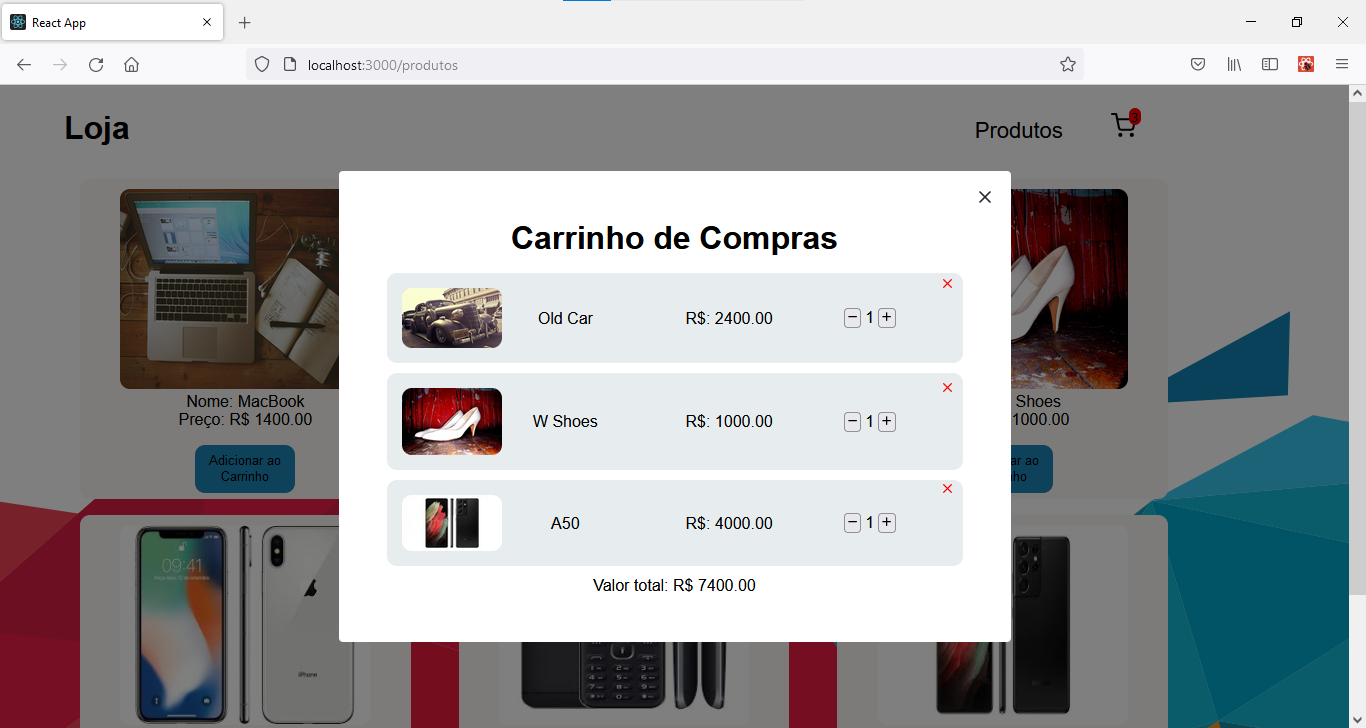 React App
localhost:3000/produtos
Loja
Produtos
3
Carrinho de Compras
Old Car
R$: 2400.00
1
W Shoes
R$: 1000.00
1
A50
R$: 4000.00
1
Valor total: R$ 7400.00
Nome: MacBook
Preço: R$ 1400.00
Adicionar ao
Carrinho
Shoes
1000.00
ar ao
nho
iPhone